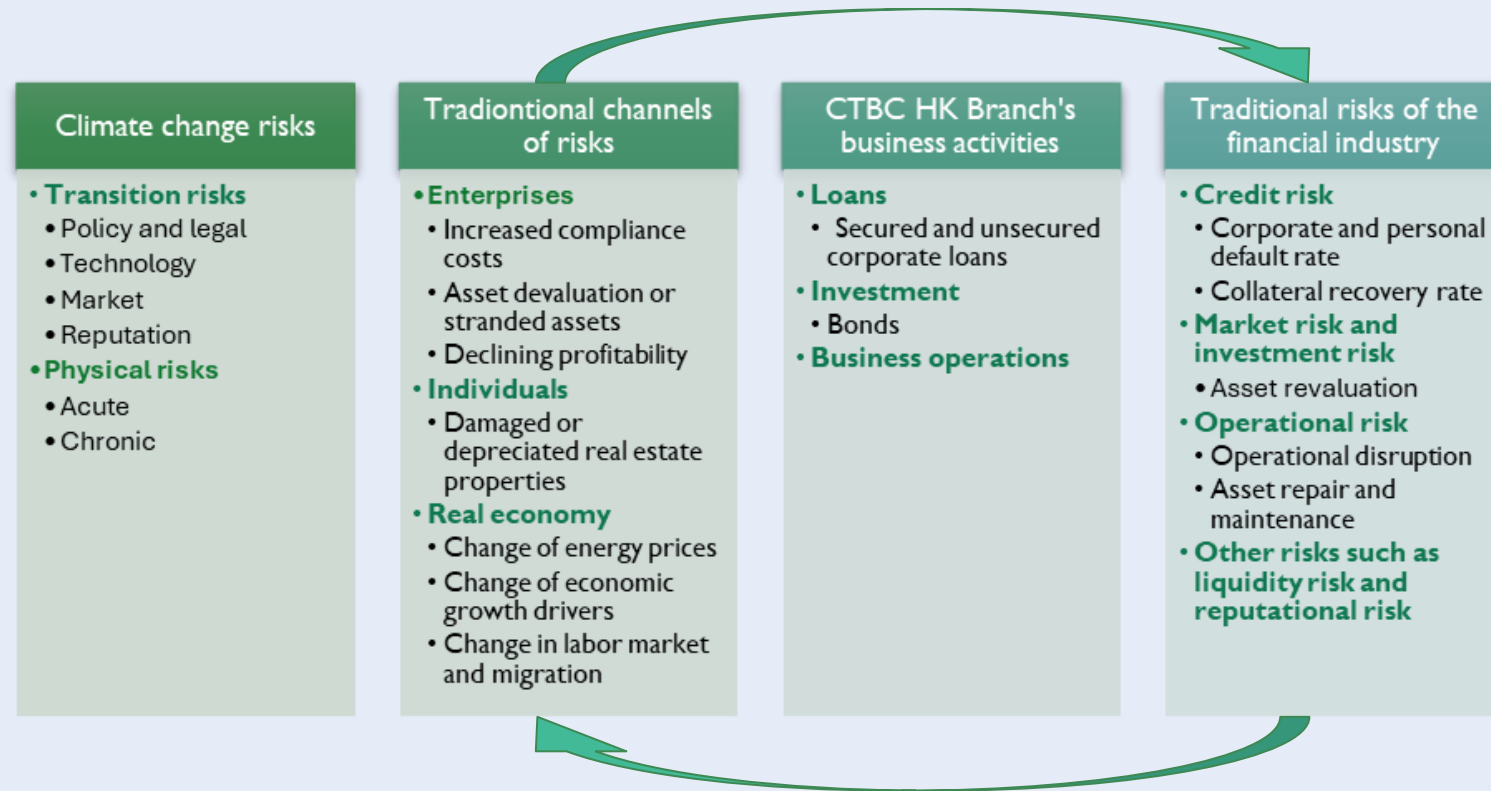 Climate change risks
• Transition risks
• Policy and legal
• Technology
• Market
• Reputation
• Physical risks
• Acute
• Chronic
Tradiontional channels
of risks
• Enterprises
• Increased compliance
costs
• Asset devaluation or
stranded assets
• Declining profitability
• Individuals
• Damaged or
depreciated real estate
properties
• Real economy
• Change of energy prices
• Change of economic
growth drivers
• Change in labor market
and migration
CTBC HK Branch's
business activities
• Loans
• Secured and unsecured
corporate loans
• Investment
• Bonds
• Business operations
Traditional risks of the
financial industry
• Credit risk
• Corporate and personal
default rate
• Collateral recovery rate
• Market risk and
investment risk
• Asset revaluation
• Operational risk
• Operational disruption
• Asset repair and
maintenance
• Other risks such as
liquidity risk and
reputational risk